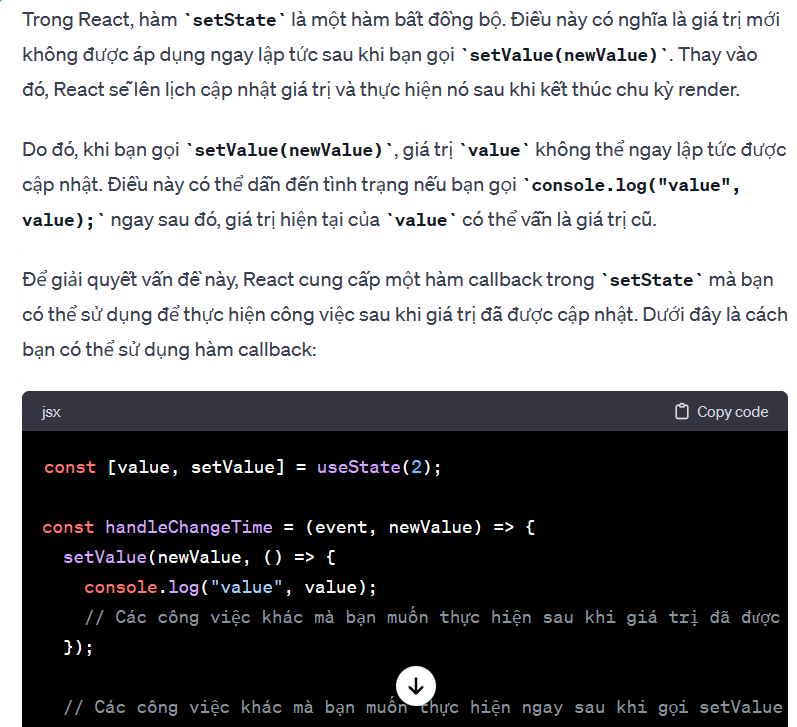 Trong React, hàm `setState` là một hàm bất đồng bộ. Điều này có nghĩa là giá trị mới
không được áp dụng ngay lập tức sau khi bạn gọi `setValue(newValue)`. Thay vào
đó, React sẽ lên lịch cập nhật giá trị và thực hiện nó sau khi kết thúc chu kỳ render.
Do đó, khi bạn gọi `setValue(newValue)`, giá trị `value` không thể ngay lập tức được
cập nhật. Điều này có thể dẫn đến tình trạng nếu bạn gọi `console.log("value",
value);` ngay sau đó, giá trị hiện tại của `value` có thể vẫn là giá trị cũ.
Để giải quyết vấn đề này, React cung cấp một hàm callback trong `setState` mà bạn
có thể sử dụng để thực hiện công việc sau khi giá trị đã được cập nhật. Dưới đây là cách
bạn có thể sử dụng hàm callback:
jsx Copy code
const [value, setValue] = useState(2);
const handleChangeTime = (event, newValue) => {
setValue(newValue, () => {
console.log("value", value);
// Các công việc khác mà bạn muốn thực hiện sau khi giá trị đã được
});
// Các công việc khác mà bạn muốn thực hiện ngay sau khi gọi setValue